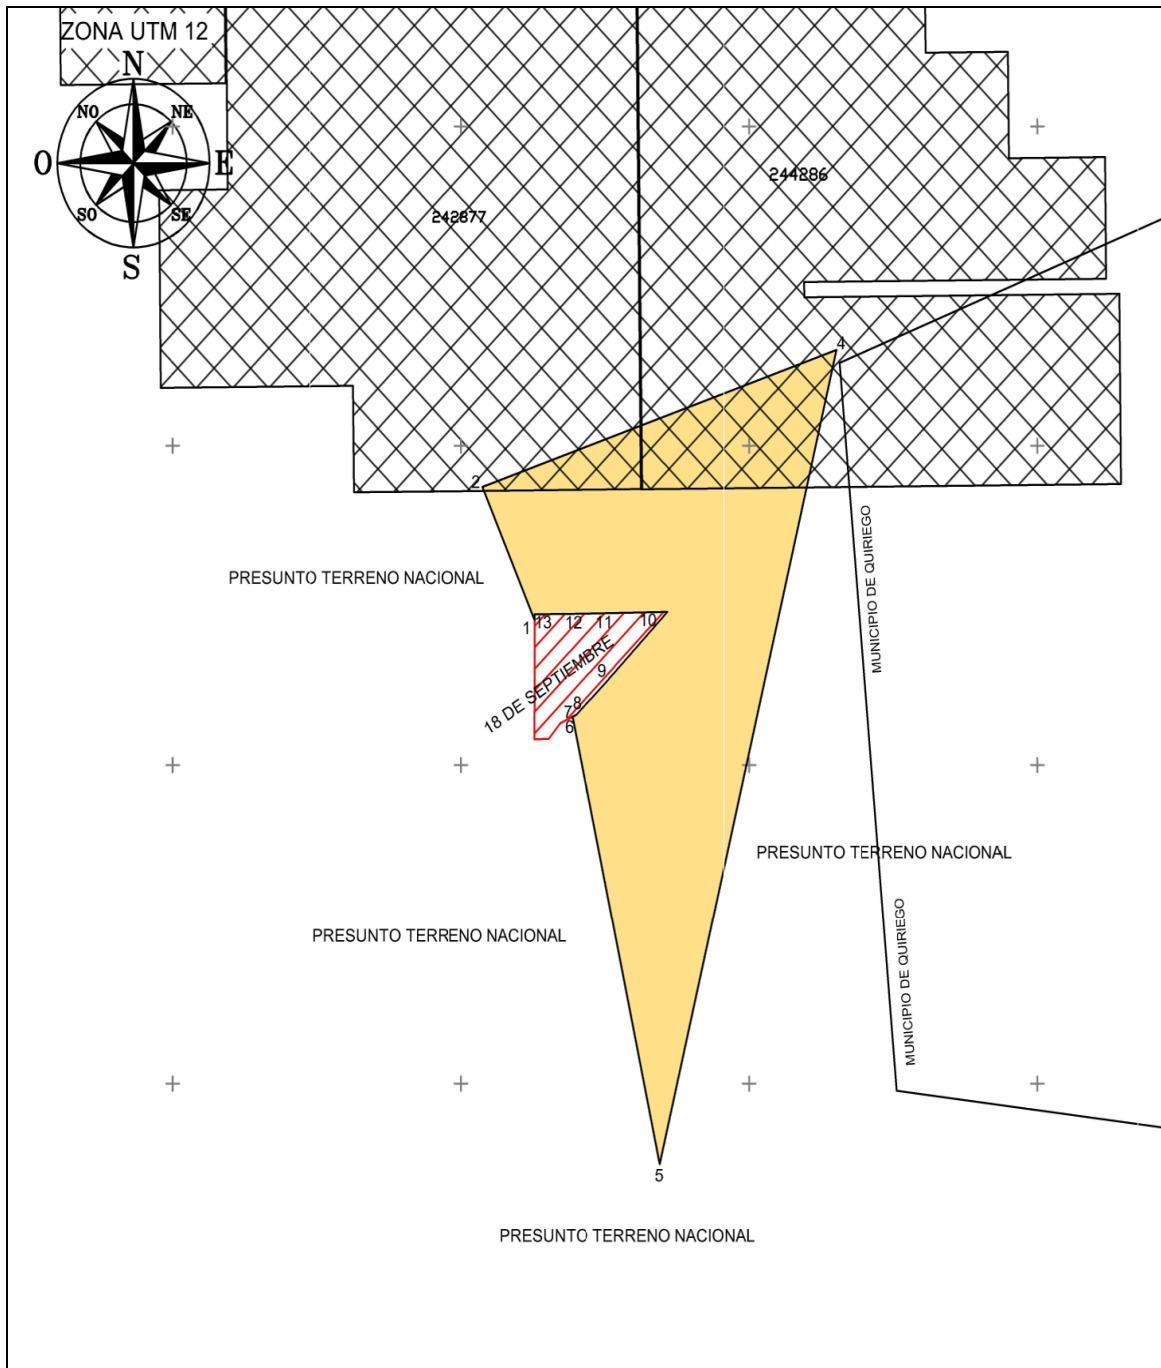 ZONA UTM 12
N
NO
NE
O
E
SO
SE
S
244286
242877
4
2
MUNICIPIO DE QUIRIEGO
PRESUNTO TERRENO NACIONAL
1
13
12
11
10
18 DE SEPTIEMBRE
9
8
7
6
PRESUNTO TERRENO NACIONAL
PRESUNTO TERRENO NACIONAL
MUNICIPIO DE QUIRIEGO
5
PRESUNTO TERRENO NACIONAL